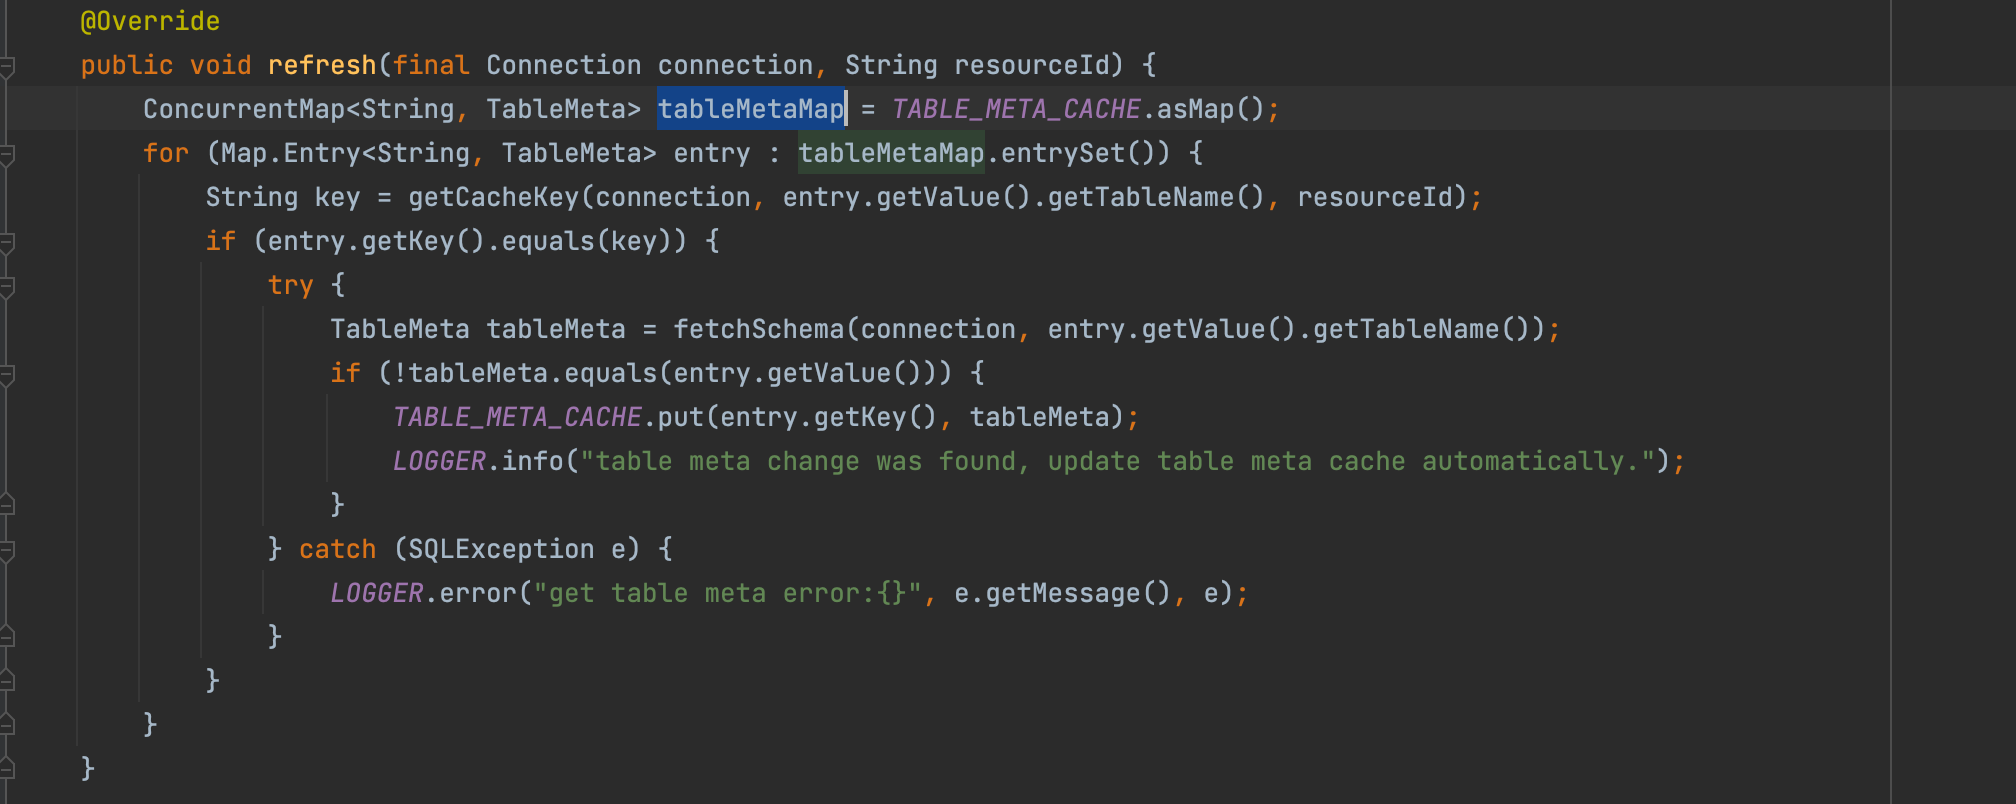 @Override
public void refresh(final Connection connection, String resourceId) {
ConcurrentMap<String, TableMeta> tableMetaMap = TABLE_META_CACHE.asMap();
for (Map.Entry<String, TableMeta> entry : tableMetaMap.entrySet()) {
String key = getCacheKey(connection, entry.getValue().getTableName(), resourceId);
if (entry.getKey().equals(key)) {
try {
TableMeta tableMeta = fetchSchema(connection, entry.getValue().getTableName());
if (!tableMeta.equals(entry.getValue())) {
TABLE_META_CACHE.put(entry.getKey(), tableMeta);
LOGGER.info("table meta change was found, update table meta cache automatically.");
}
} catch (SQLException e) {
LOGGER.error("get table meta error:{}", e.getMessage(), e);
}
}
}
}